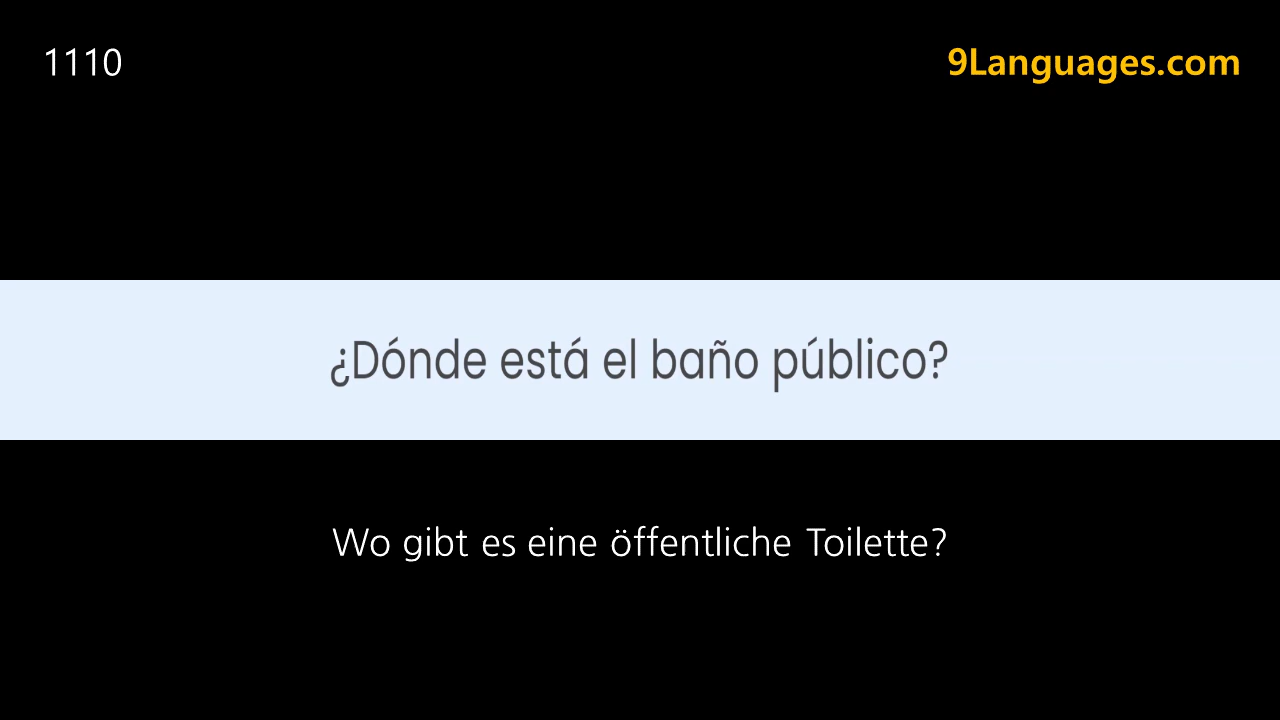 1110
9Languages.com
¿Dónde está el baño público?
Wo gibt es eine öffentliche Toilette?